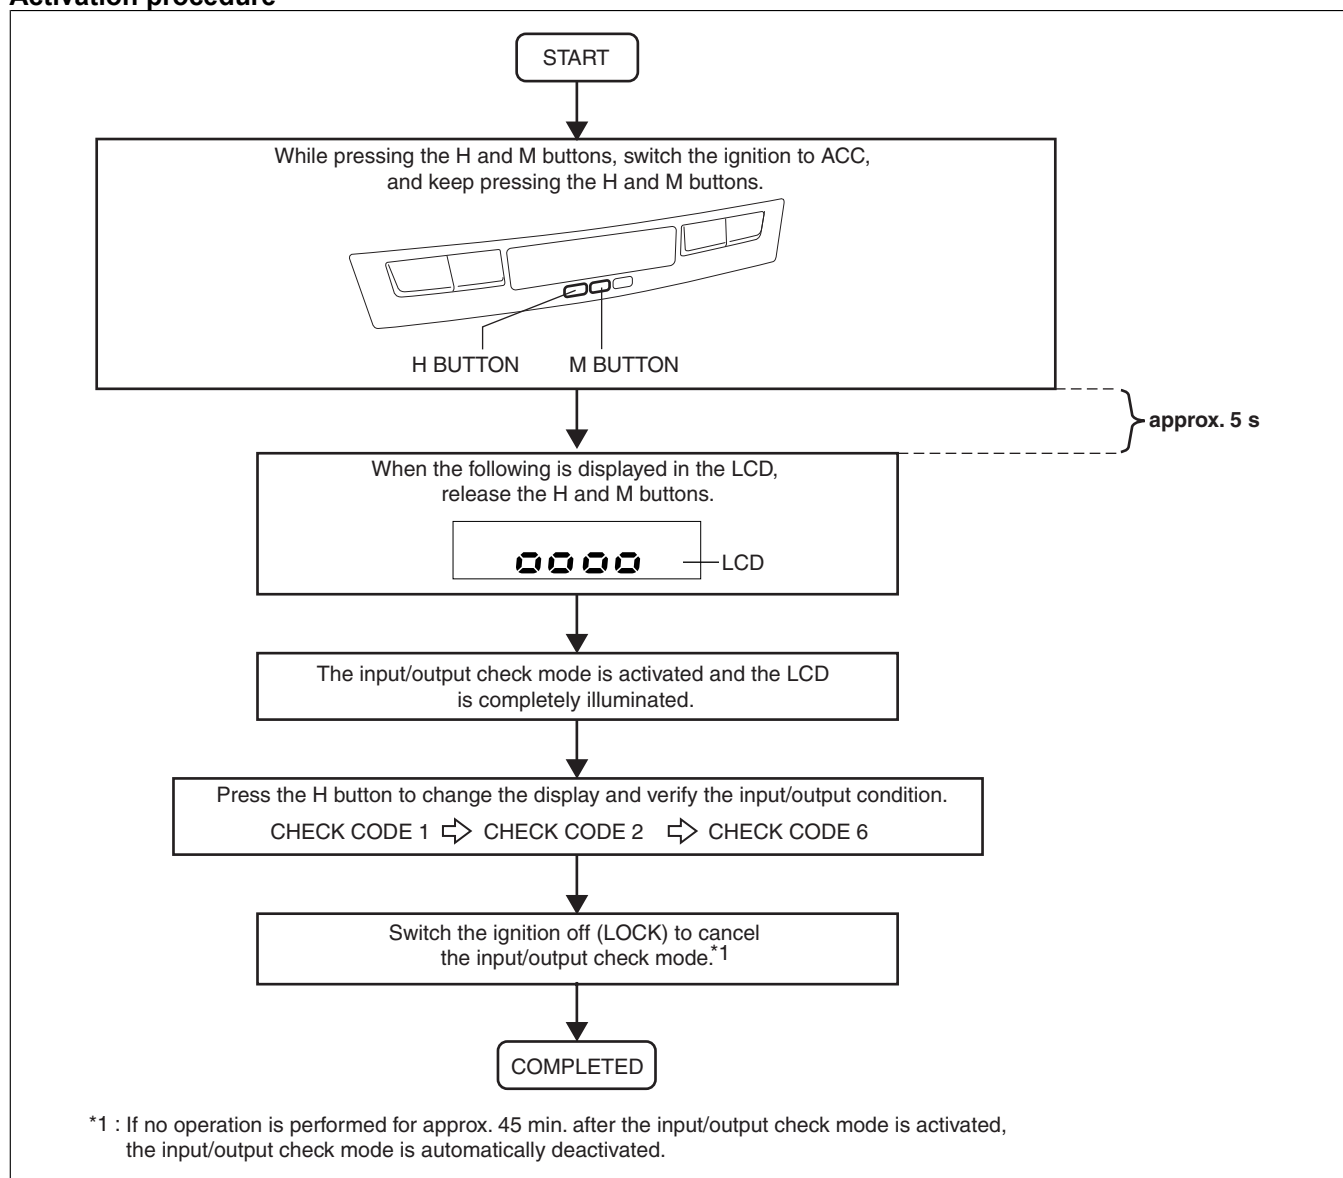 Activation procedure
START
While pressing the H and M buttons, switch the ignition to ACC,
and keep pressing the H and M buttons.
H BUTTON M BUTTON
approx. 5 s
When the following is displayed in the LCD,
release the H and M buttons.
oooo
LCD
The input/output check mode is activated and the LCD
is completely illuminated.
Press the H button to change the display and verify the input/output condition.
CHECK CODE 1 ⇨ CHECK CODE 2 ⇨ CHECK CODE 6
Switch the ignition off (LOCK) to cancel
the input/output check mode.*1
COMPLETED
*1 : If no operation is performed for approx. 45 min. after the input/output check mode is activated,
the input/output check mode is automatically deactivated.